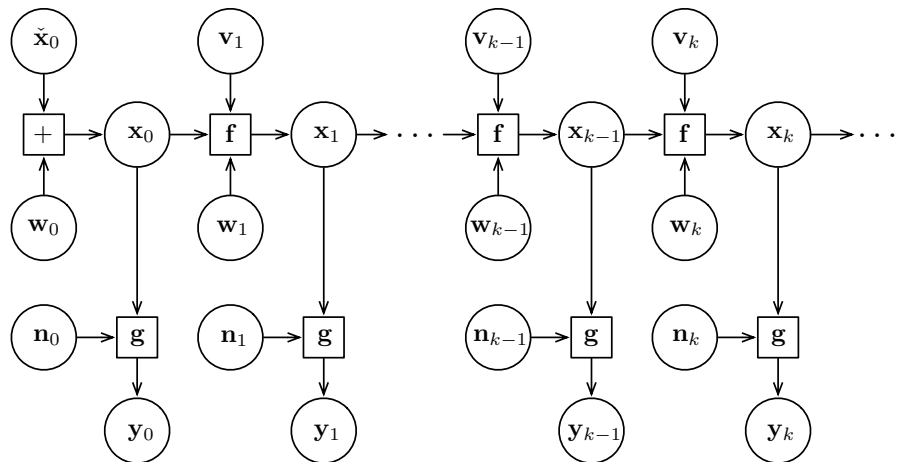 x̌₀ v₁ vₖ₋₁ vₖ
+ x₀ f x₁ ··· f xₖ₋₁ f xₖ ···
w₀ w₁ wₖ₋₁ wₖ
n₀ g n₁ g nₖ₋₁ g nₖ g
y₀ y₁ yₖ₋₁ yₖ